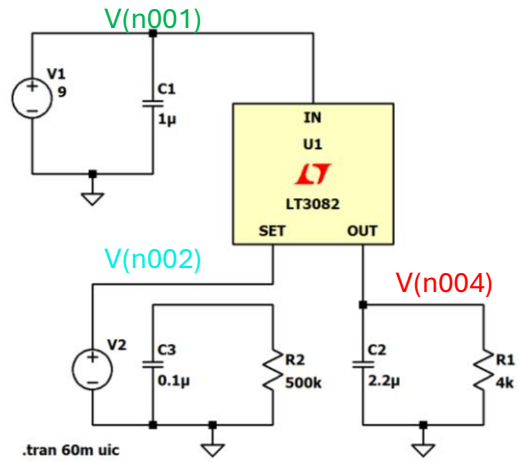 V(n001)
V1
9
C1
1µ
IN
U1
LT3082
SET
OUT
V(n002)
V(n004)
V2
C3
0.1µ
R2
500k
C2
2.2µ
R1
4k
.tran 60m uic